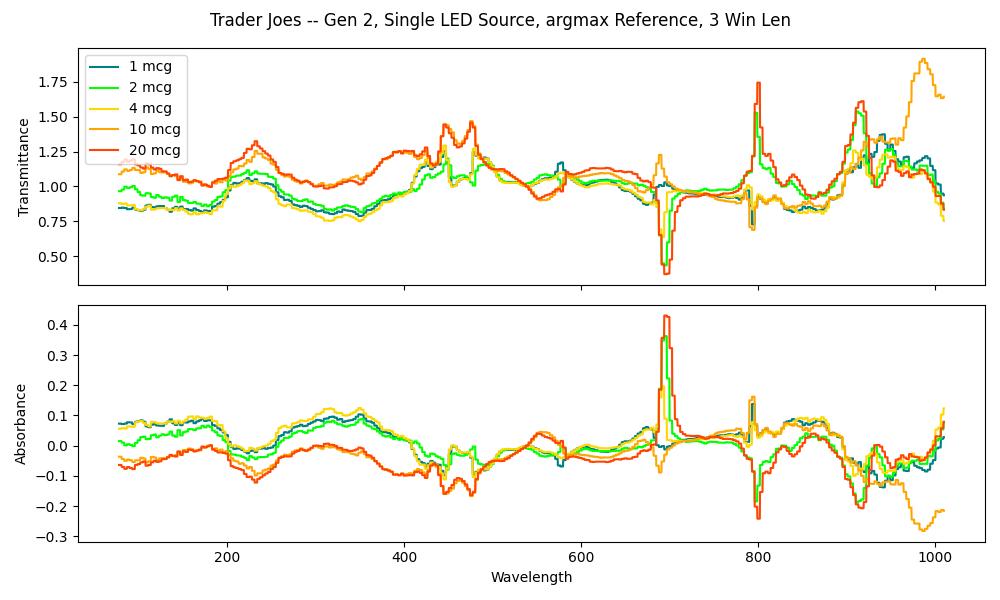 Trader Joes -- Gen 2, Single LED Source, argmax Reference, 3 Win Len
1 mcg
2 mcg
4 mcg
10 mcg
20 mcg
Transmittance
1.75
1.50
1.25
1.00
0.75
0.50
Absorbance
0.4
0.3
0.2
0.1
0.0
−0.1
−0.2
−0.3
200 400 600 800 1000
Wavelength